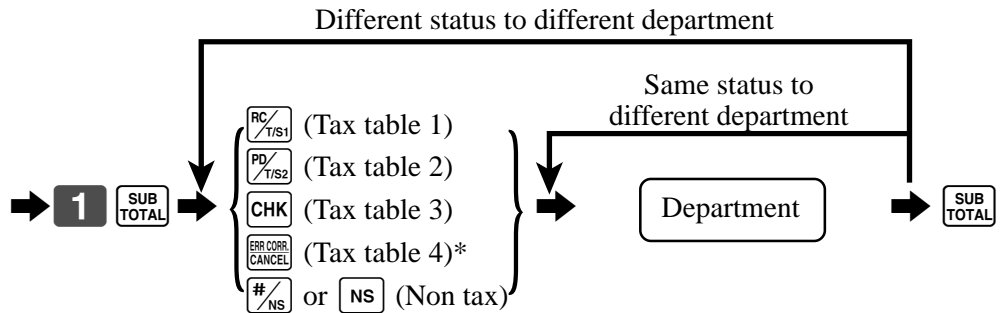 Different status to different department
Same status to
different department
RC/T/S1 (Tax table 1)
PD/T/S2 (Tax table 2)
1 SUB TOTAL CHK (Tax table 3) Department SUB TOTAL
ERR CORR. CANCEL (Tax table 4)*
#/NS or NS (Non tax)